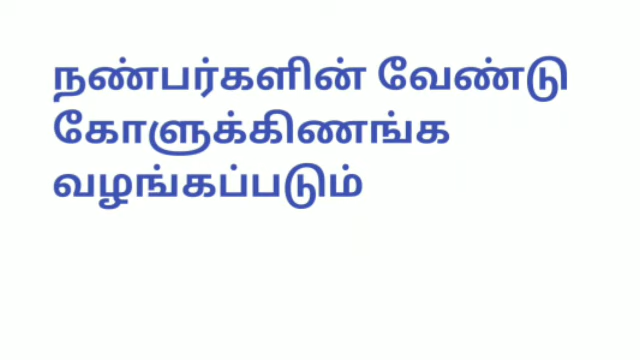 நண்பர்களின் வேண்டு
கோளுக்கிணங்க
வழங்கப்படும்